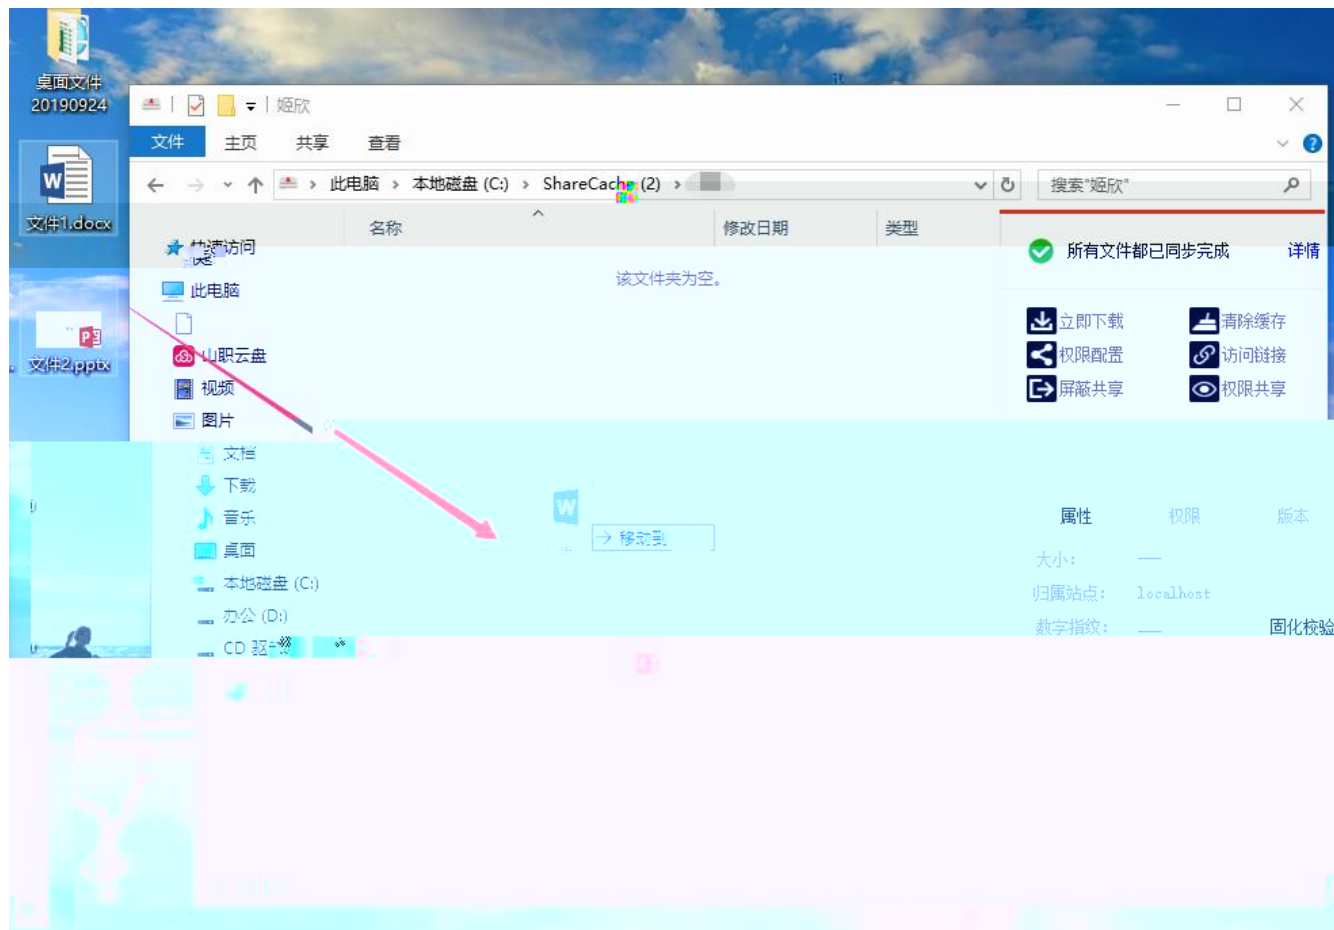 桌面文件
20190924
姬欣
文件 主页 共享 查看
此电脑 本地磁盘 (C:) ShareCache (2)
搜索"姬欣"
文件1.docx
名称 修改日期 类型
快速访问
该文件夹为空。
所有文件都已同步完成 详情
此电脑
立即下载 清除缓存
文件2.pptx
山职云盘
权限配置 访问链接
视频
屏蔽共享 权限共享
图片
文档
下载
音乐
属性 权限 版本
移动到
桌面
大小:
本地磁盘 (C:)
归属站点: localhost
办公 (D:)
数字指纹: 固化校验
CD 驱